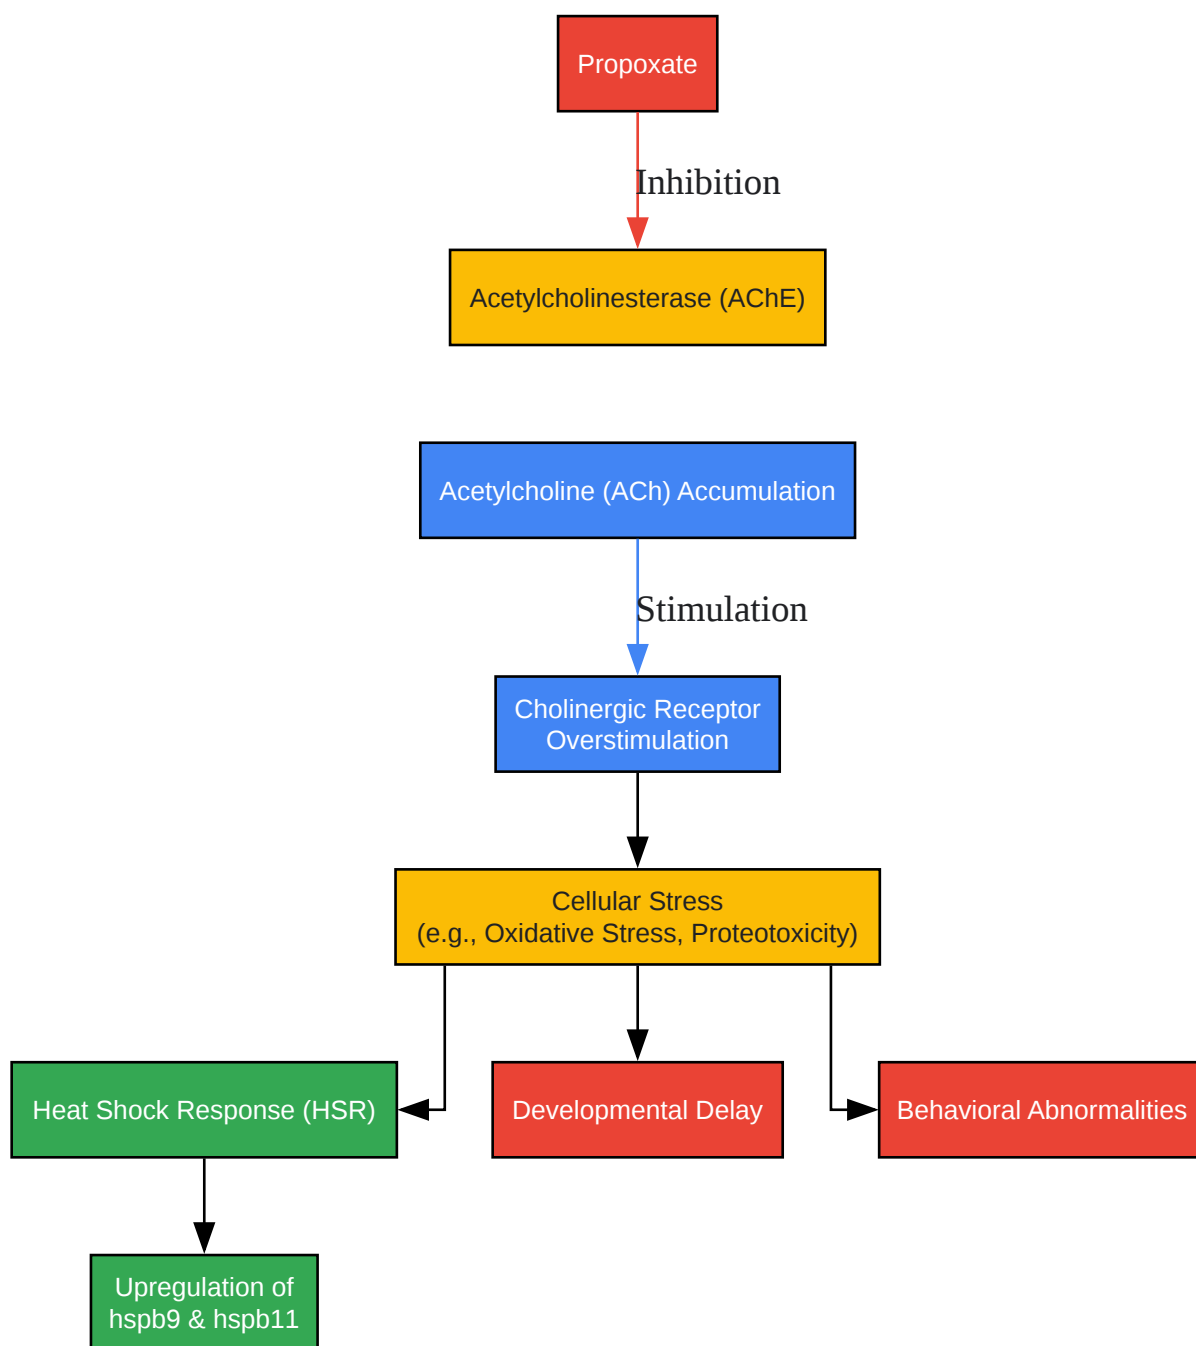 Propoxate
Inhibition
Acetylcholinesterase (AChE)
Acetylcholine (ACh) Accumulation
Stimulation
Cholinergic Receptor
Overstimulation
Cellular Stress
(e.g., Oxidative Stress, Proteotoxicity)
Heat Shock Response (HSR)
Developmental Delay
Behavioral Abnormalities
Upregulation of
hspb9 & hspb11